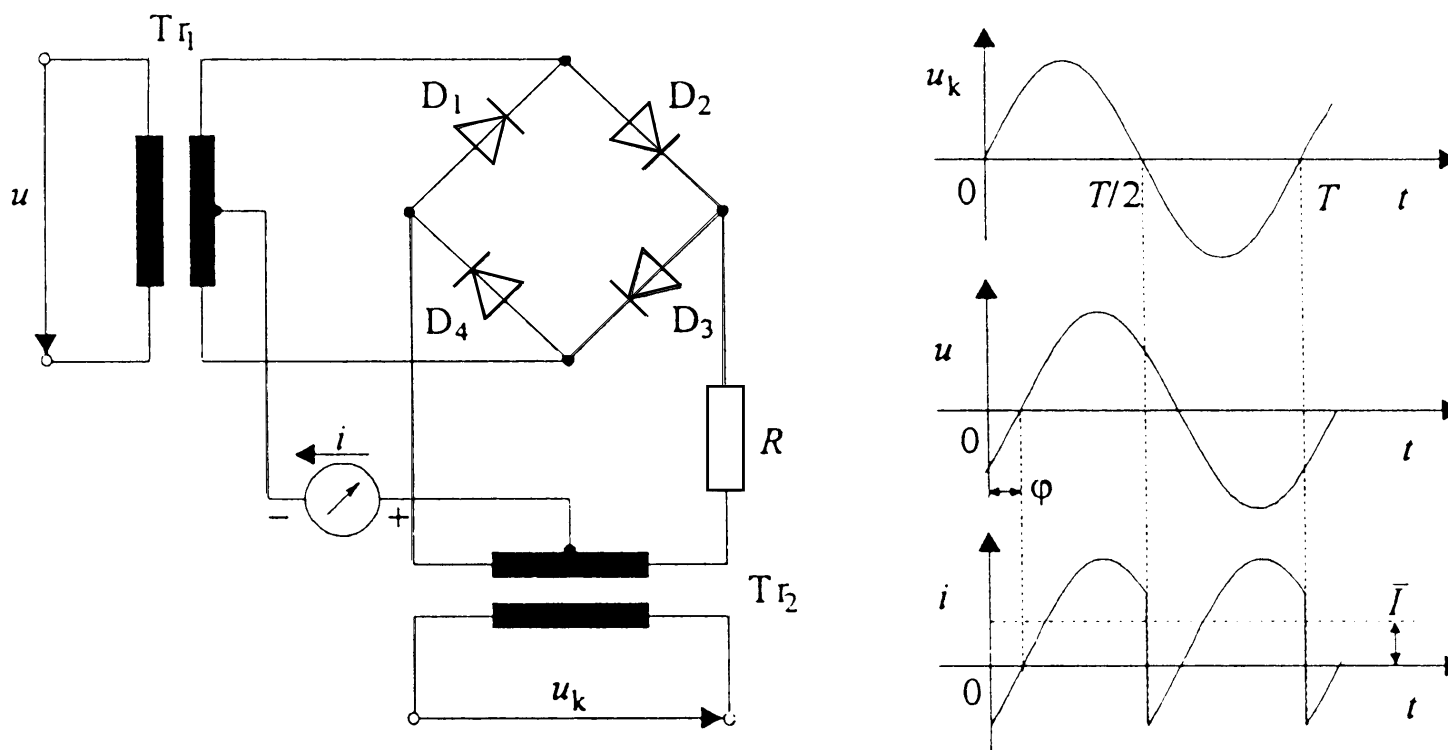 Tr₁
u
D₁
D₂
D₄
D₃
i
− +
R
Tr₂
uₖ
uₖ
0 T/2 T t
u
0 t
φ
i
Ī
0 t